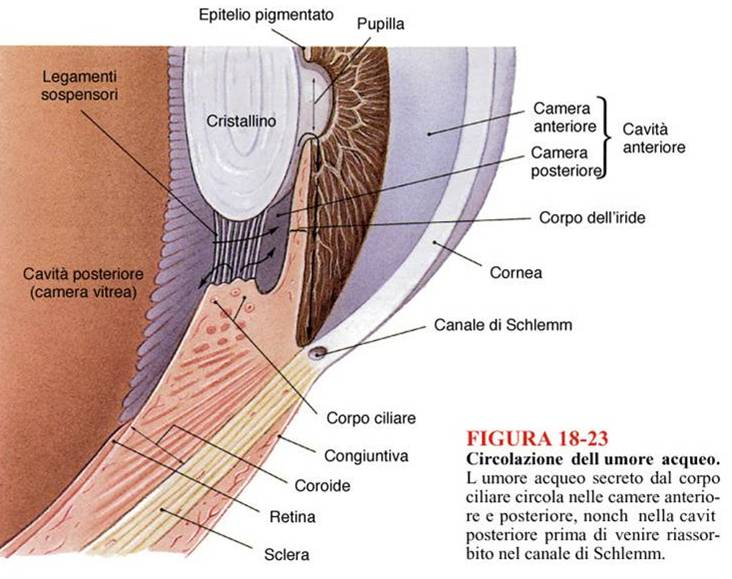 Epitelio pigmentato
Pupilla
Legamenti
sospensori
Cristallino
Camera
anteriore
Cavità
anteriore
Camera
posteriore
Corpo dell'iride
Cavità posteriore
(camera vitrea)
Cornea
Canale di Schlemm
Corpo ciliare
Congiuntiva
Coroide
Retina
Sclera
FIGURA 18-23
Circolazione dell umore acqueo.
L umore acqueo secreto dal corpo
ciliare circola nelle camere anterio-
re e posteriore, nonch nella cavit
posteriore prima di venire riassor-
bito nel canale di Schlemm.